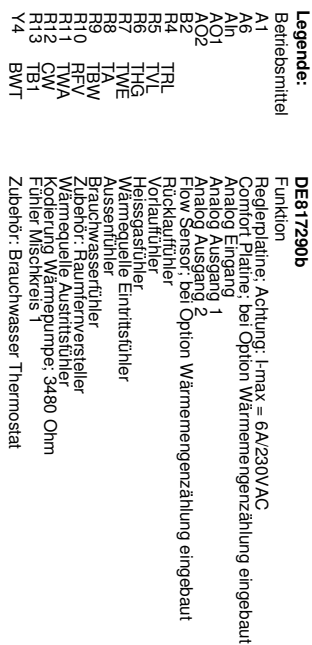 Legende: DE817290b
Betriebsmittel Funktion
A1 Reglerplatine; Achtung: I-max = 6A/230VAC
A6 Comfort Platine; bei Option Wärmemengenzählung eingebaut
AIn Analog Eingang
AO1 Analog Ausgang 1
AO2 Analog Ausgang 2
B2 Flow Sensor; bei Option Wärmemengenzählung eingebaut
R4 TRL Rücklauffühler
R5 TVL Vorlauffühler
R6 THG Heissgasfühler
R7 TWE Wärmequelle Eintrittsfühler
R8 TA Aussenfühler
R9 TBW Brauchwasserfühler
R10 RFV Zubehör: Raumfernversteller
R11 TWA Wärmequelle Austrittsfühler
R12 CW Kodierung Wärmepumpe; 3480 Ohm
R13 TB1 Fühler Mischkreis 1
Y4 BWT Zubehör: Brauchwasser Thermostat